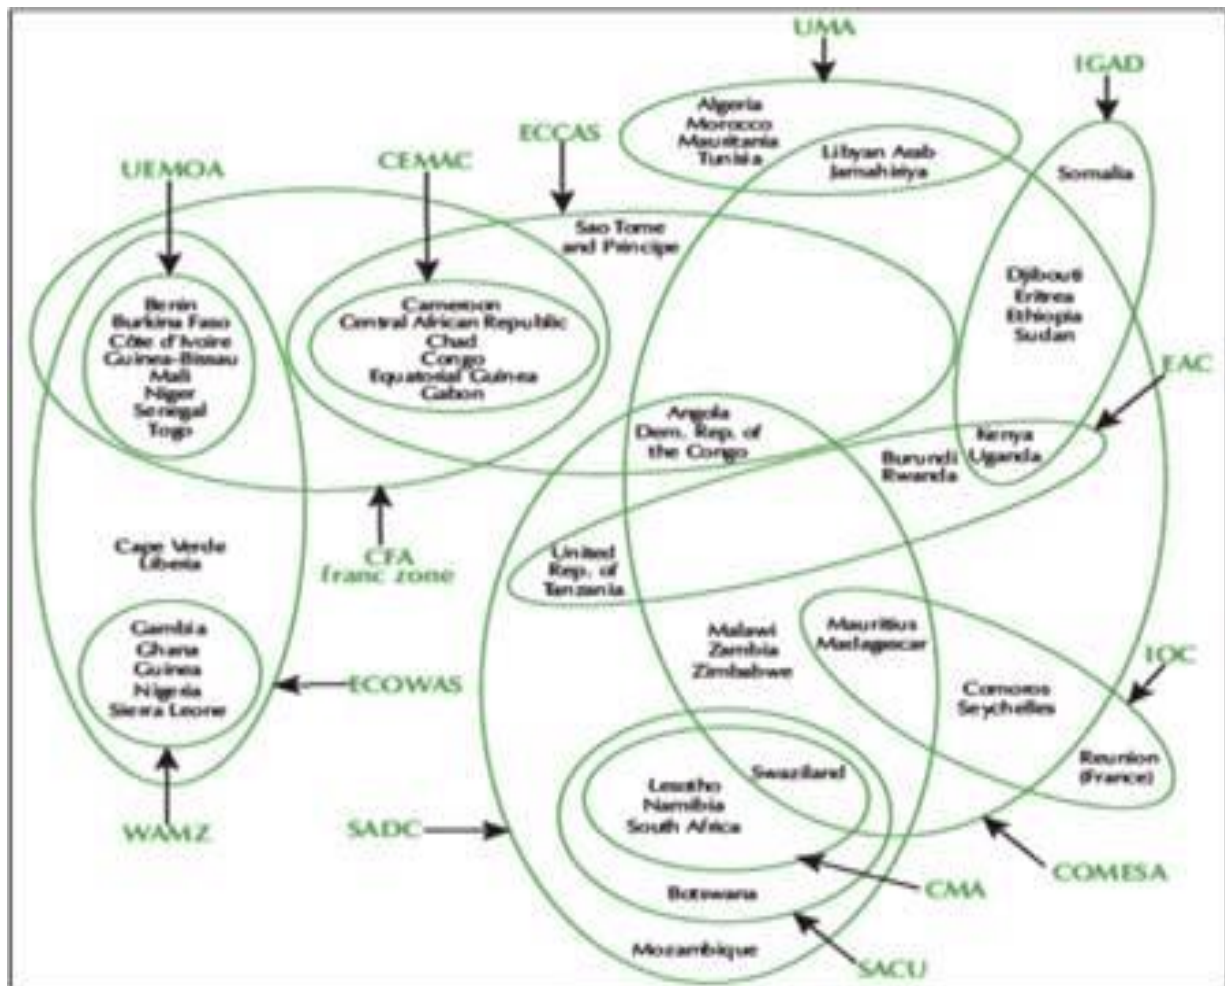 UMA
IGAD
Algeria
Morocco
Mauritania
Tunisia
Libyan Arab
Jamahiriya
Somalia
ECCAS
CEMAC
UEMOA
Sao Tome
and Principe
Djibouti
Eritrea
Ethiopia
Sudan
Benin
Burkina Faso
Côte d'Ivoire
Guinea-Bissau
Mali
Niger
Senegal
Togo
Cameroon
Central African Republic
Chad
Congo
Equatorial Guinea
Gabon
EAC
Angola
Dem. Rep. of
the Congo
Kenya
Uganda
Burundi
Rwanda
Cape Verde
Liberia
CFA
franc zone
United
Rep. of
Tanzania
Gambia
Ghana
Guinea
Nigeria
Sierra Leone
ECOWAS
Malawi
Zambia
Zimbabwe
Mauritius
Madagascar
IOC
Comoros
Seychelles
Reunion
(France)
Swaziland
Lesotho
Namibia
South Africa
WAMZ
SADC
COMESA
CMA
Botswana
Mozambique
SACU